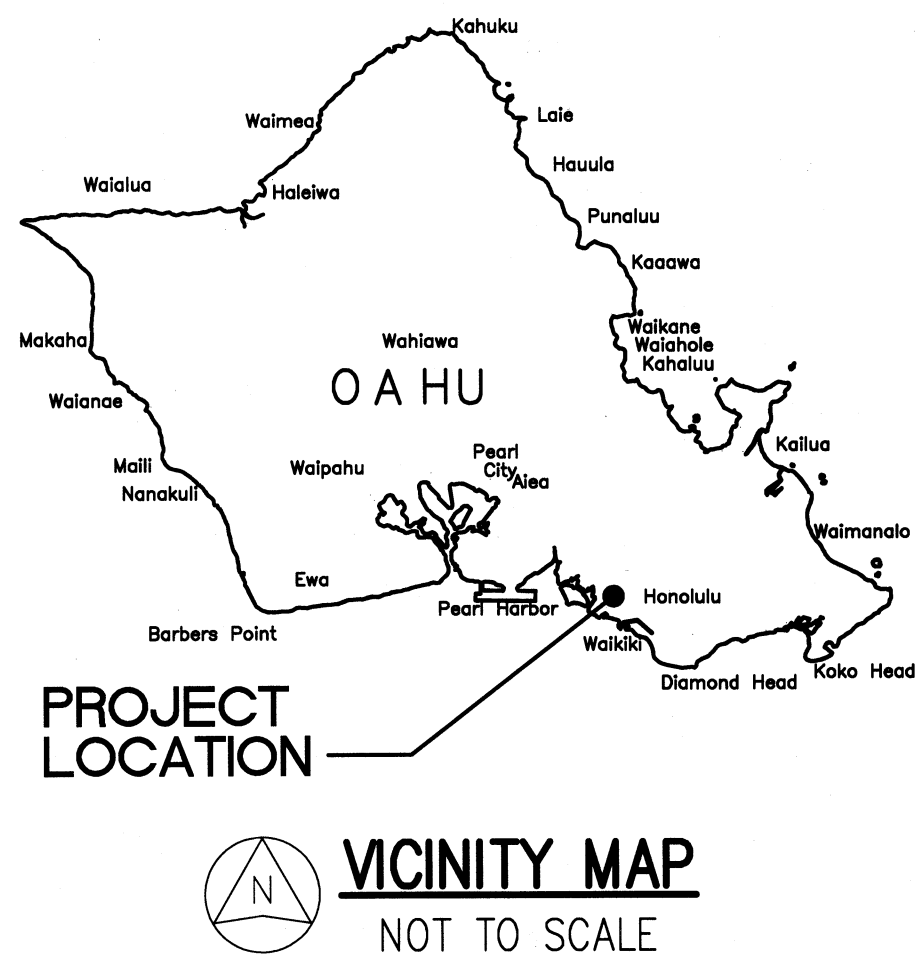 Kahuku
Laie
Waimea
Hauula
Waialua
Haleiwa
Punaluu
Kaaawa
Waikane
Waiahole
Kahaluu
Makaha
Wahiawa
OAHU
Waianae
Kailua
Pearl
City
Aiea
Maili
Waipahu
Nanakuli
Waimanalo
Ewa
Honolulu
Pearl Harbor
Barbers Point
Waikiki
Koko Head
Diamond Head
PROJECT
LOCATION
N
VICINITY MAP
NOT TO SCALE